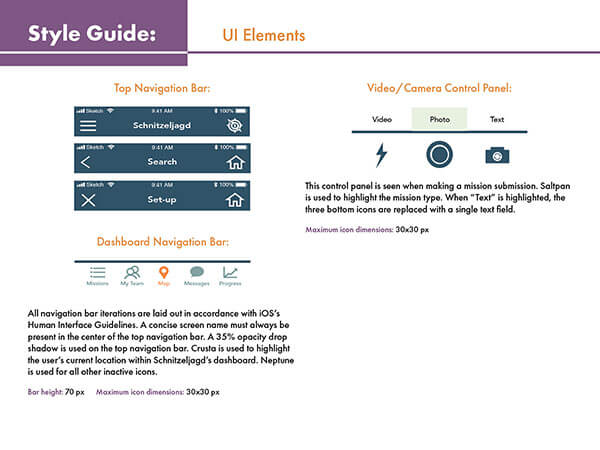 Style Guide:
UI Elements
Top Navigation Bar:
Sketch 9:41 AM 100%
Schnitzeljagd
Sketch 9:41 AM 100%
Search
Sketch 9:41 AM 100%
Set-up
Dashboard Navigation Bar:
Missions My Team Map Messages Progress
All navigation bar iterations are laid out in accordance with iOS's
Human Interface Guidelines. A concise screen name must always be
present in the center of the top navigation bar. A 35% opacity drop
shadow is used on the top navigation bar. Crusta is used to highlight
the user's current location within Schnitzeljagd's dashboard. Neptune
is used for all other inactive icons.
Bar height: 70 px Maximum icon dimensions: 30x30 px
Video/Camera Control Panel:
Video Photo Text
This control panel is seen when making a mission submission. Saltpan
is used to highlight the mission type. When "Text" is highlighted, the
three bottom icons are replaced with a single text field.
Maximum icon dimensions: 30x30 px